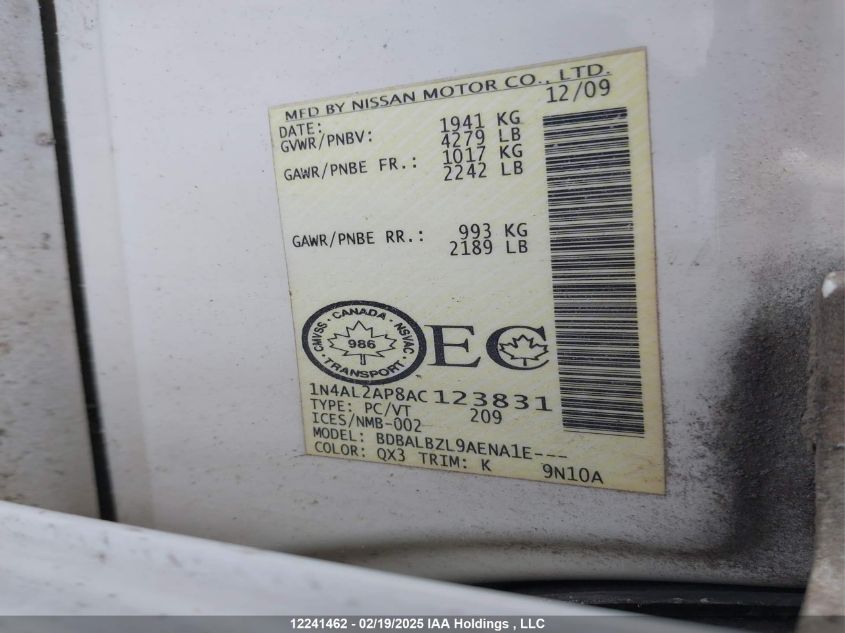 MFD BY NISSAN MOTOR CO., LTD.
DATE: 12/09
GVWR/PNBV: 1941 KG
4279 LB
GAWR/PNBE FR.: 1017 KG
2242 LB
GAWR/PNBE RR.: 993 KG
2189 LB
CANADA · NSVAC · TRANSPORT · CMVSS
986
EC
1N4AL2AP8AC123831
TYPE: PC/VT 209
ICES/NMB-002
MODEL: BDBALBZL9AENA1E---
COLOR: QX3 TRIM: K 9N10A
12241462 - 02/19/2025 IAA Holdings , LLC